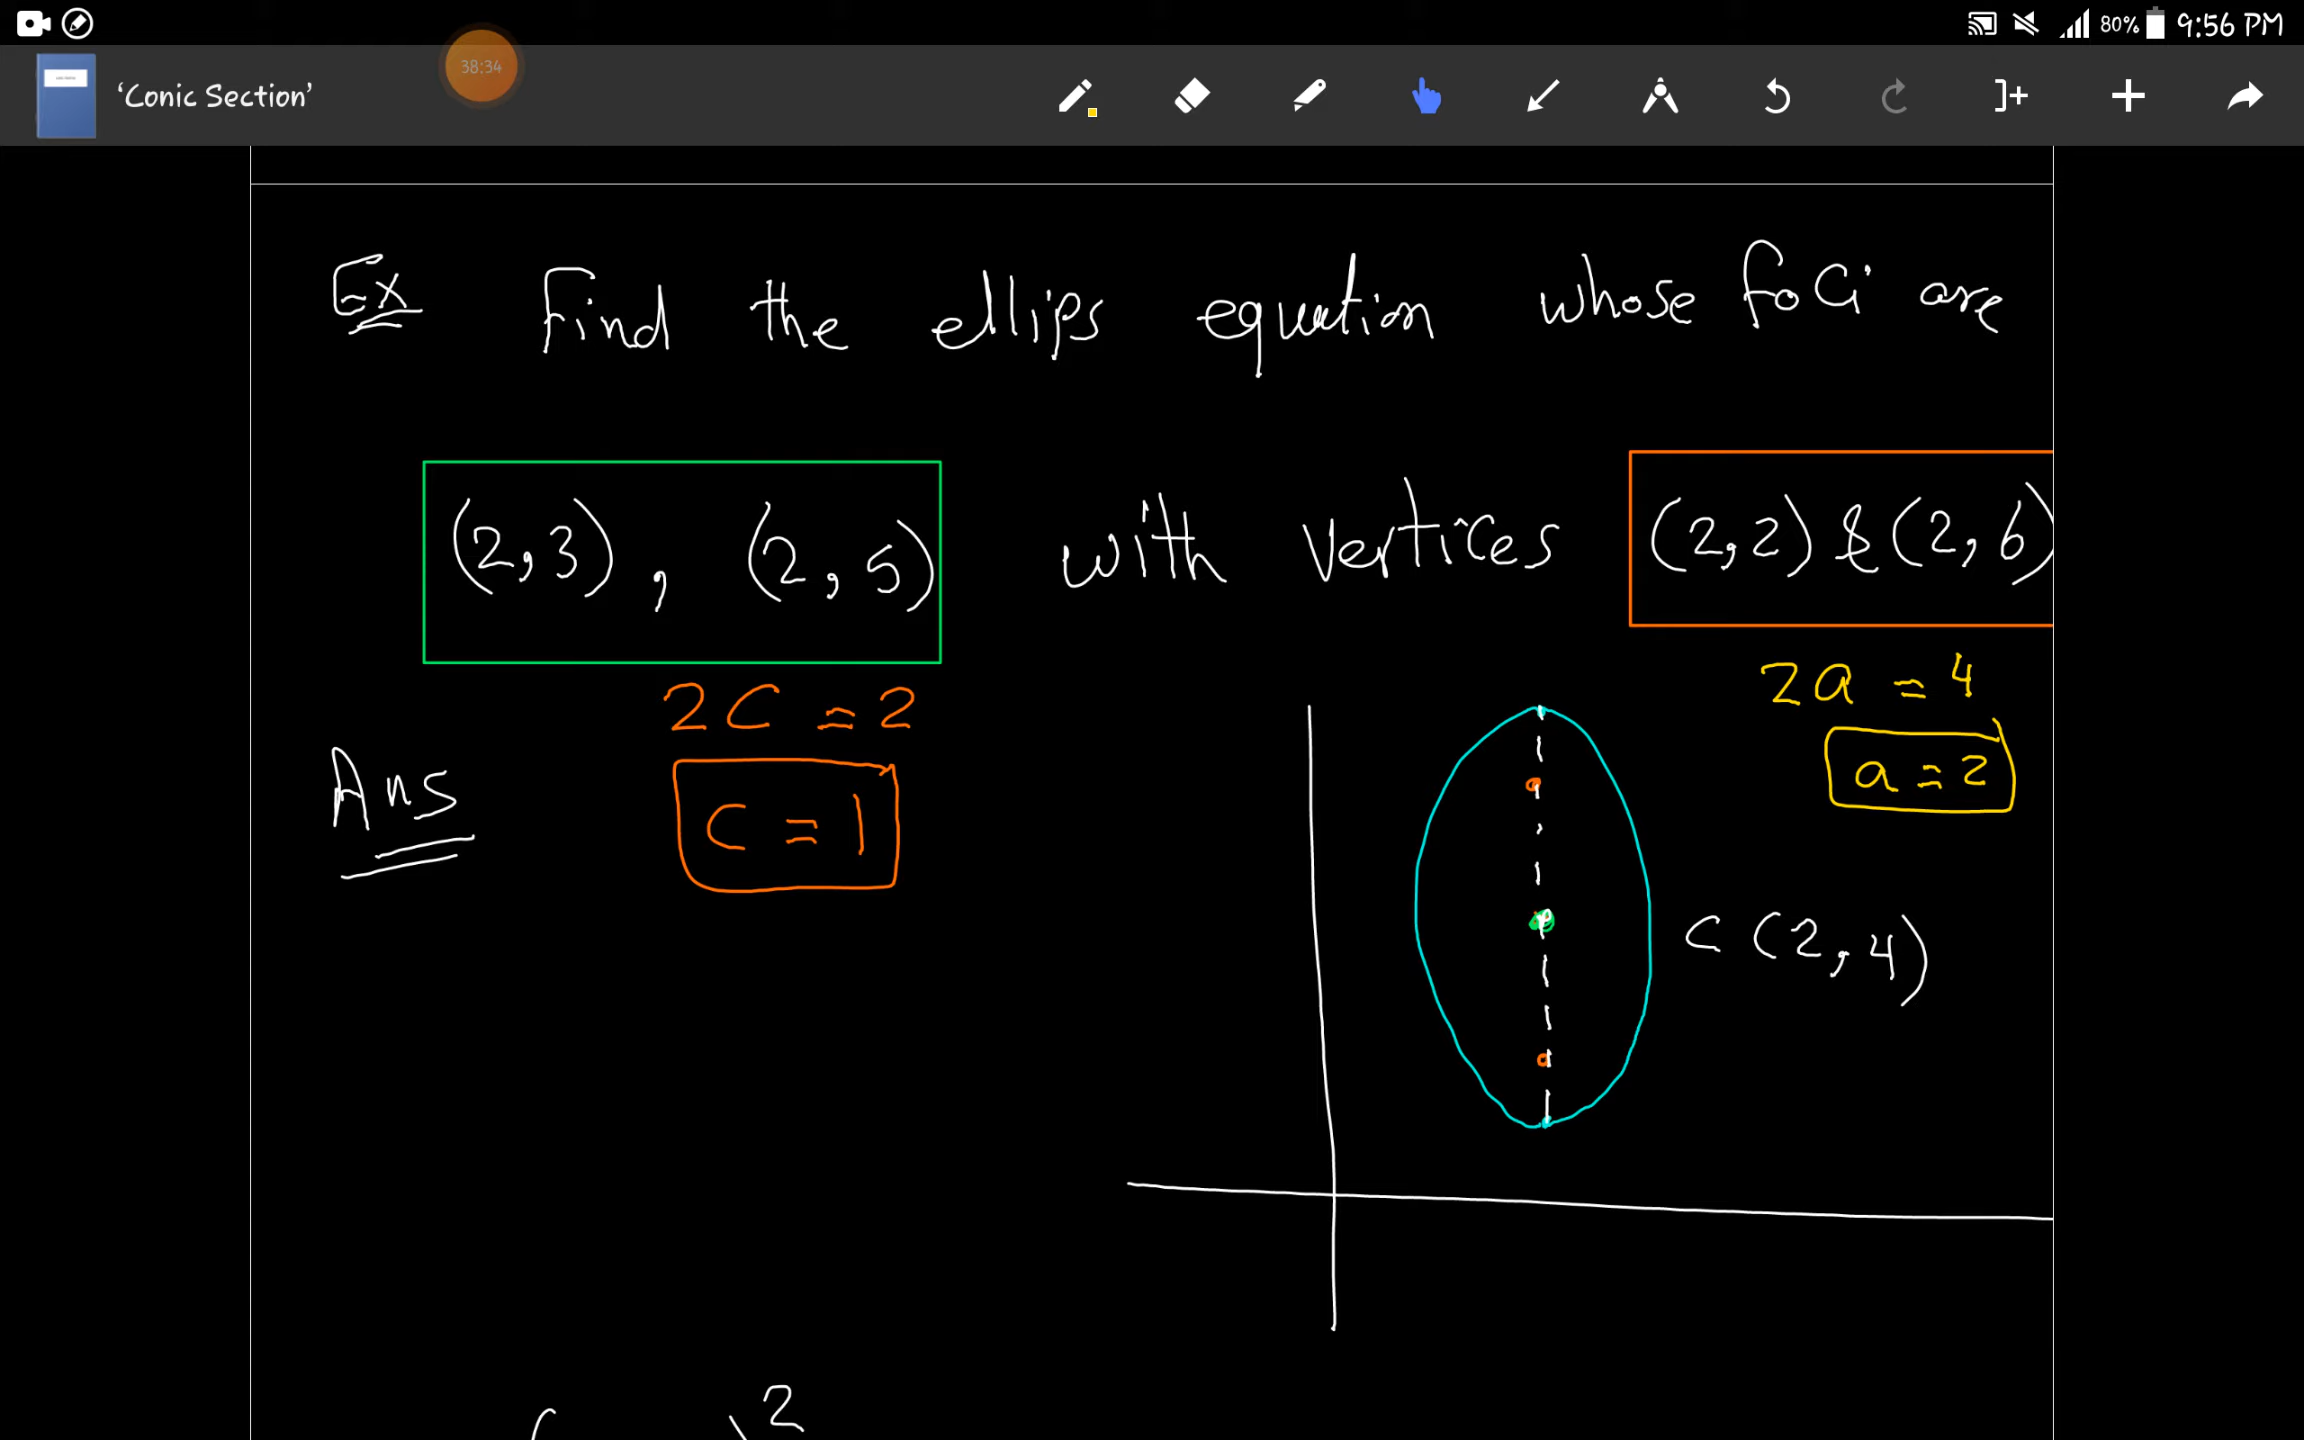 80% 9:56 PM
'Conic Section' 38:34
Ex Find the ellips equation whose foci are
(2,3), (2,5) with vertices (2,2) & (2,6)
2C = 2
2a = 4
C = 1
a = 2
Ans
C (2,4)
2